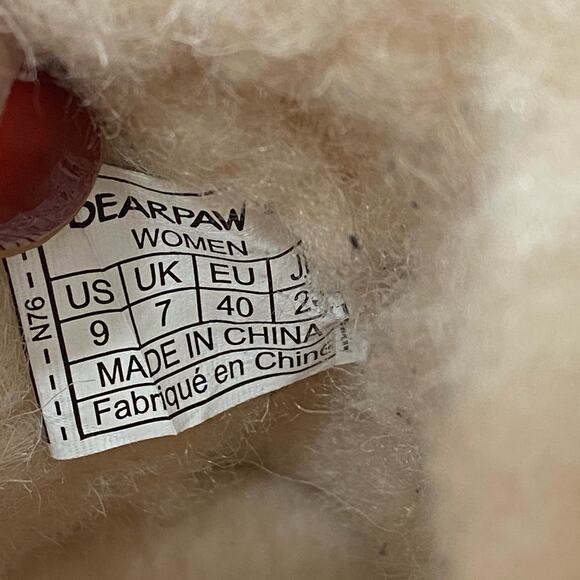 BEARPAW
WOMEN
US UK EU
9 7 40
MADE IN CHINA
Fabriqué en Chine
N76